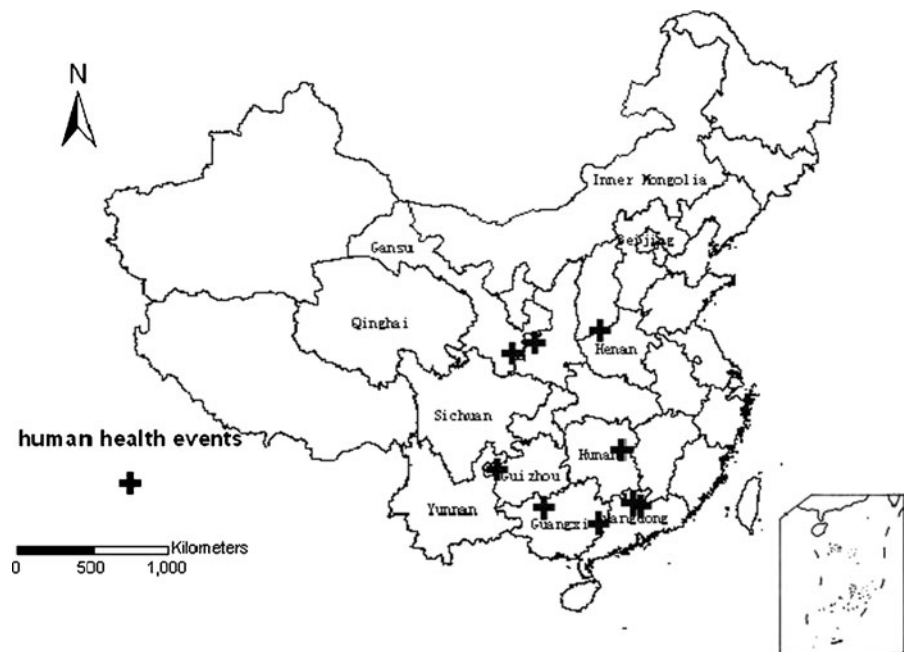 N
Inner Mongolia
Beijing
Gansu
Qinghai
Henan
Sichuan
human health events
Hunan
Guizhou
Yunnan
Guangxi
Kilometers
0 500 1,000